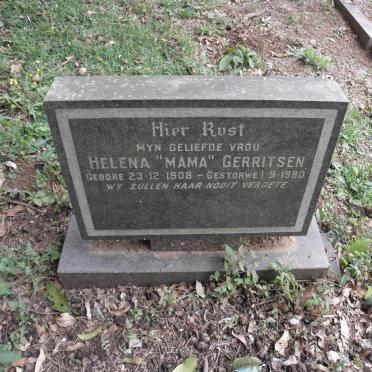 Hier Rust
MYN GELIEFDE VROU
HELENA "MAMA" GERRITSEN
GEBORE 23·12·1906 - GESTORWE 1·9·1980
WY ZULLEN HAAR NOOIT VERGETE.